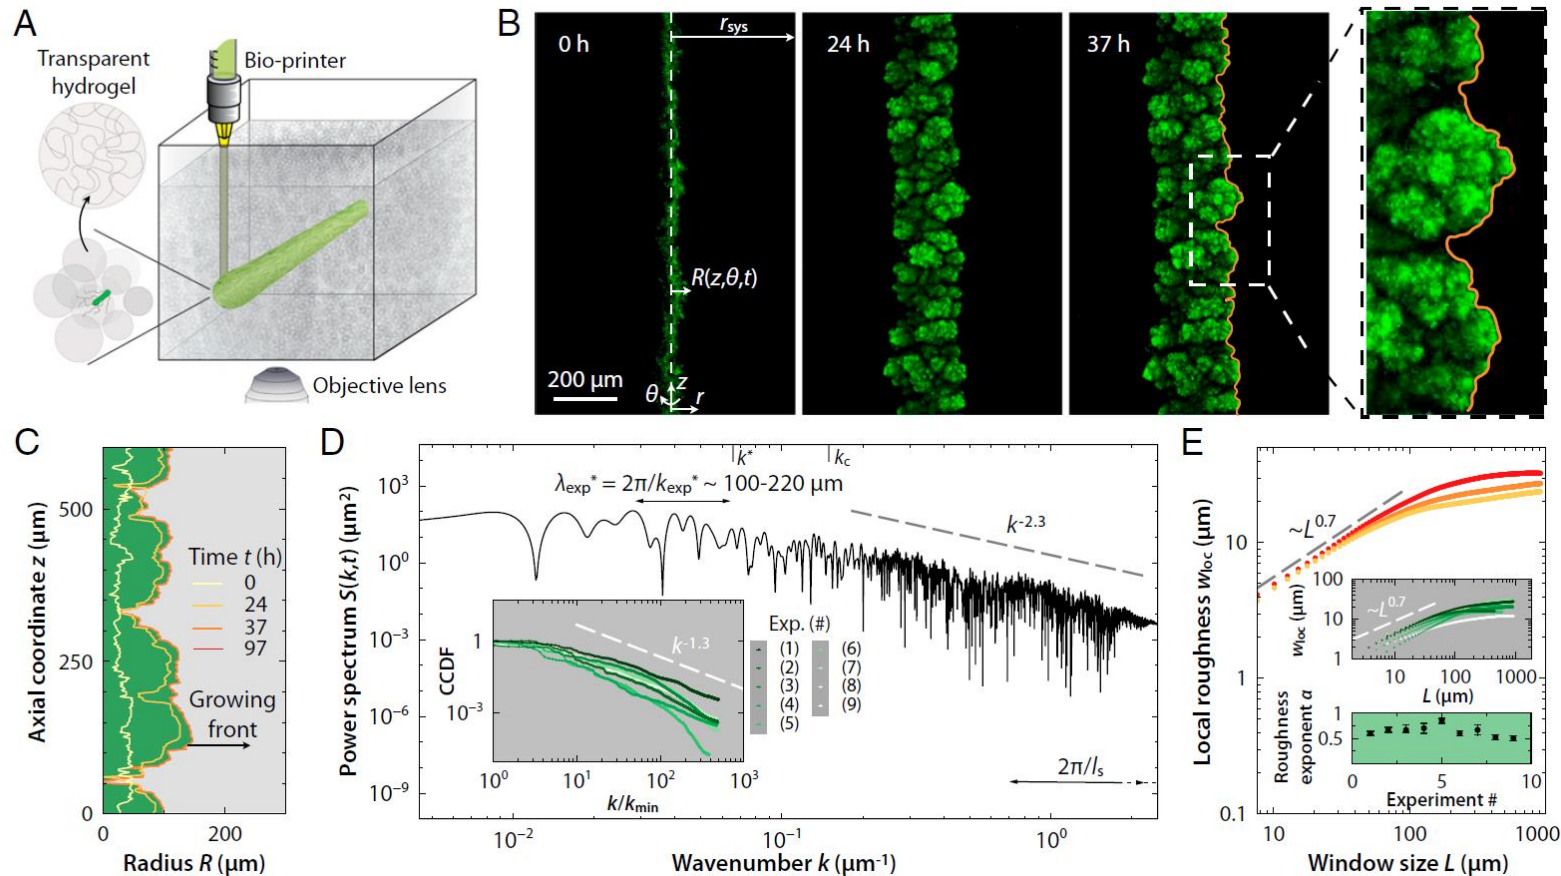 A
Transparent
hydrogel
Bio-printer
Objective lens
B
0 h
r_sys
R(z,θ,t)
200 µm
θ
z
r
24 h
37 h
C
Axial coordinate z (µm)
500
250
0
Time t (h)
0
24
37
97
Growing
front
0
200
Radius R (µm)
D
Power spectrum S(k,t) (µm²)
10³
10⁰
10⁻³
10⁻⁶
10⁻⁹
k*
k_c
λ_exp* = 2π/k_exp* ~ 100-220 µm
k⁻²·³
CCDF
1
10⁻³
k⁻¹·³
10⁰
10¹
10²
10³
k/k_min
Exp. (#)
(1)
(2)
(3)
(4)
(5)
(6)
(7)
(8)
(9)
2π/l_s
10⁻²
10⁻¹
10⁰
Wavenumber k (µm⁻¹)
E
Local roughness w_loc (µm)
10
1
0.1
~L⁰·⁷
w_loc (µm)
100
10
1
~L⁰·⁷
10
100
1000
L (µm)
Roughness
exponent α
1
0.5
0
5
10
Experiment #
10
100
1000
Window size L (µm)